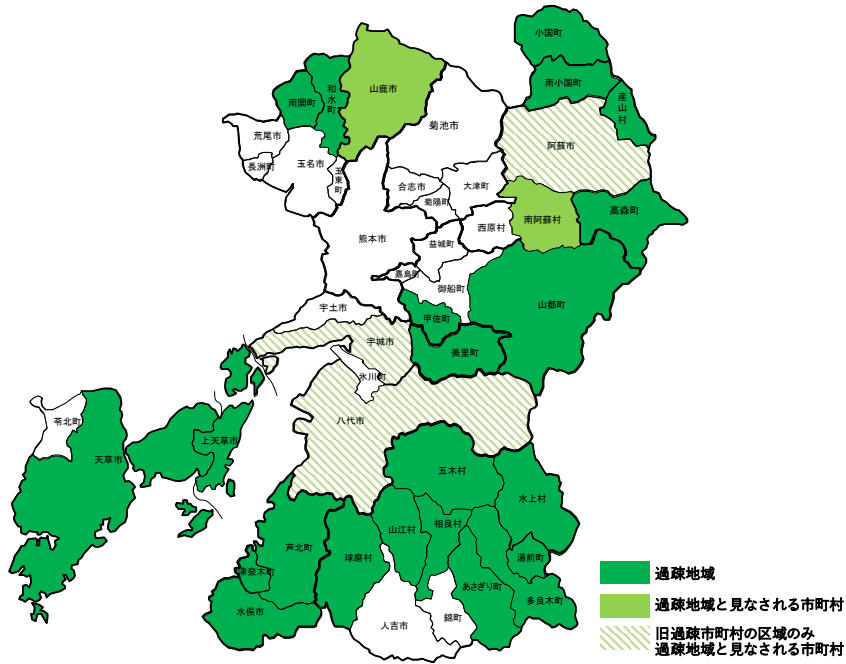 小国町
南小国町
産山村
和水町
南関町
山鹿市
菊池市
荒尾市
長洲町
玉名市
玉東町
阿蘇市
合志市
大津町
菊陽町
西原村
南阿蘇村
高森町
熊本市
益城町
嘉島町
御船町
甲佐町
山都町
宇土市
宇城市
美里町
氷川町
八代市
苓北町
天草市
上天草市
五木村
水上村
山江村
相良村
芦北町
球磨村
湯前町
津奈木町
あさぎり町
多良木町
水俣市
人吉市
錦町
過疎地域
過疎地域と見なされる市町村
旧過疎市町村の区域のみ
過疎地域と見なされる市町村